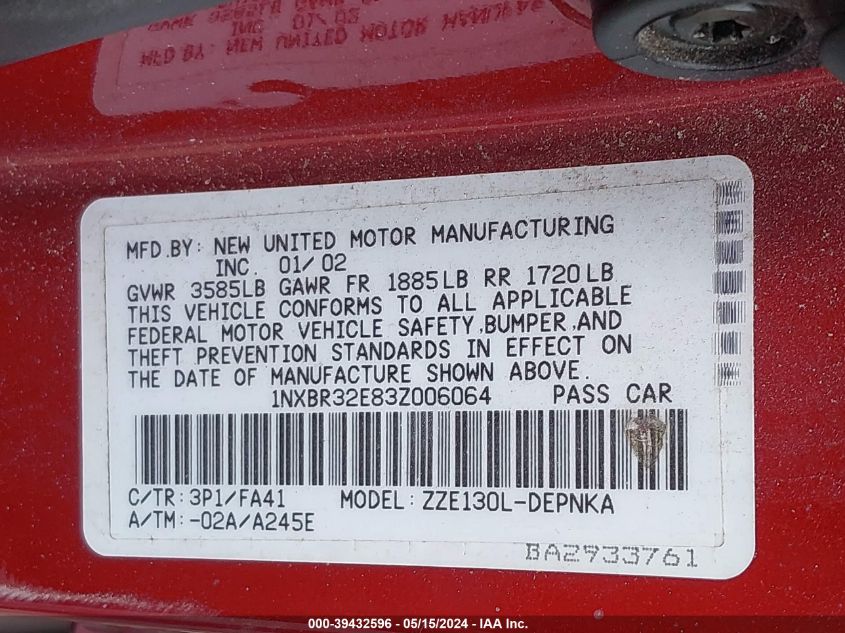 MFD.BY: NEW UNITED MOTOR MANUFACTURING
INC. 01/02
GVWR 3585LB GAWR FR 1885LB RR 1720LB
THIS VEHICLE CONFORMS TO ALL APPLICABLE
FEDERAL MOTOR VEHICLE SAFETY,BUMPER,AND
THEFT PREVENTION STANDARDS IN EFFECT ON
THE DATE OF MANUFACTURE SHOWN ABOVE.
1NXBR32E83Z006064 PASS CAR
C/TR: 3P1/FA41 MODEL: ZZE130L-DEPNKA
A/TM: -02A/A245E
BA2933761
000-39432596 - 05/15/2024 - IAA Inc.